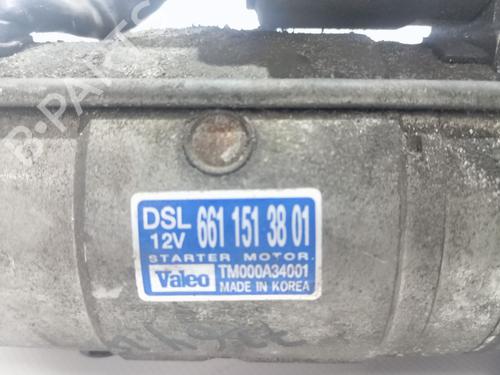 B-PARTS
DSL 661 151 38 01
12V
STARTER MOTOR.
Valeo TM000A34001
MADE IN KOREA